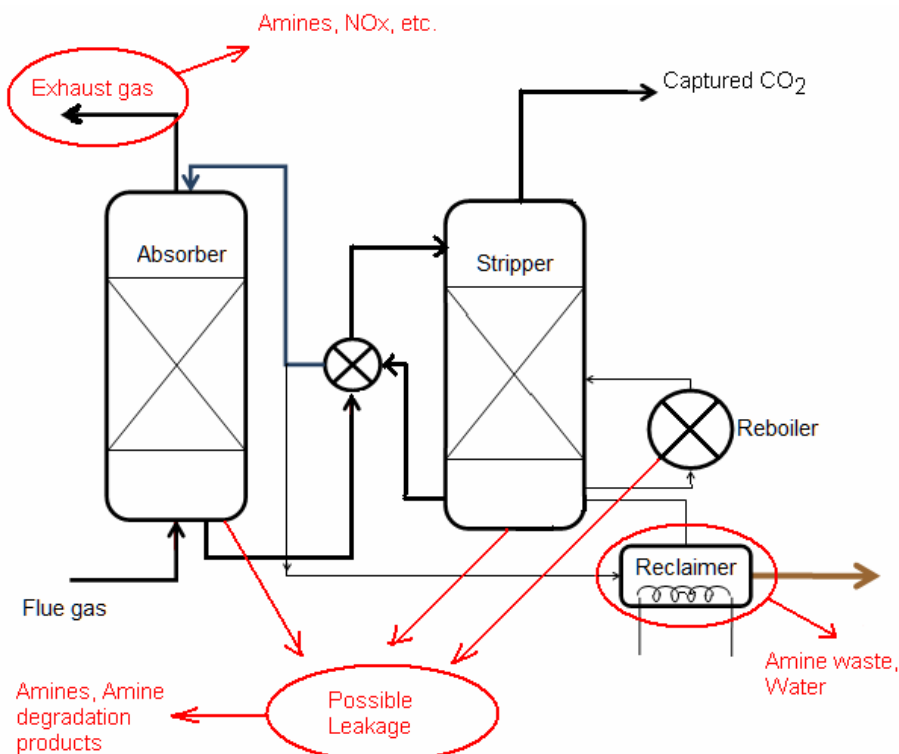 Amines, NOx, etc.
Exhaust gas
Captured CO₂
Absorber
Stripper
Reboiler
Reclaimer
Flue gas
Amine waste,
Water
Possible
Leakage
Amines, Amine
degradation
products